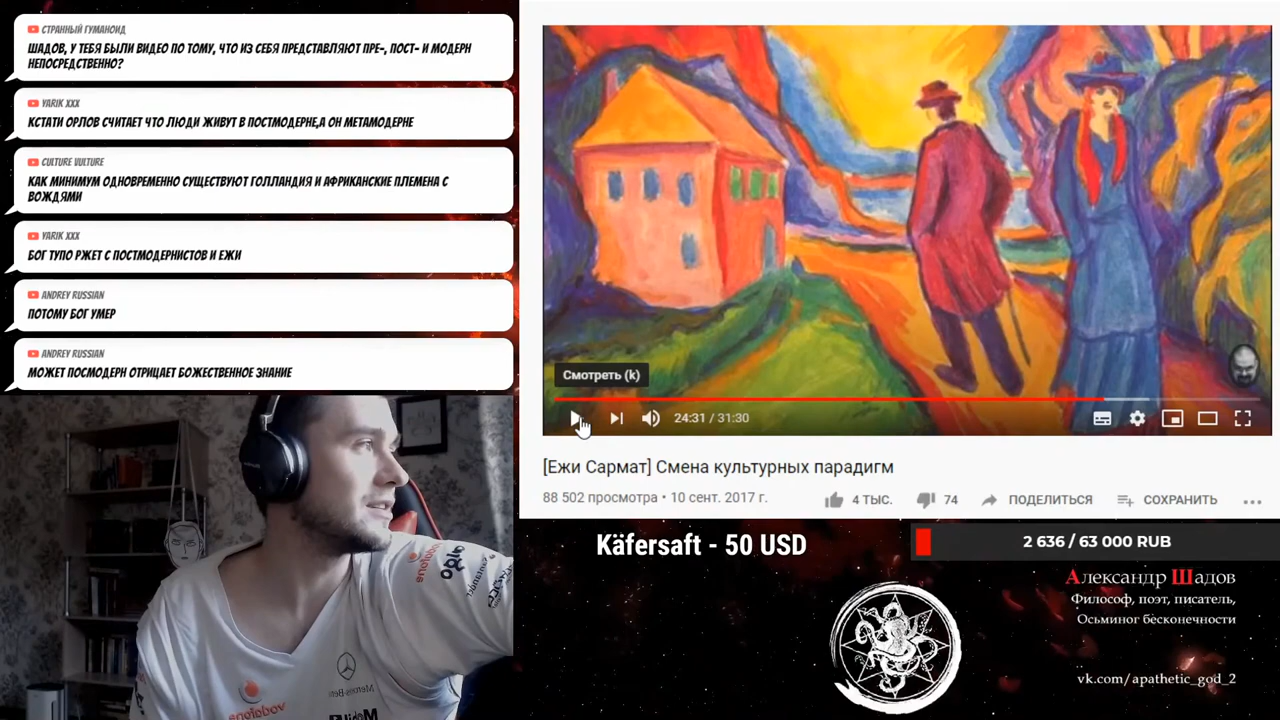 СТРАННЫЙ ГУМАНОИД
ШАДОВ, У ТЕБЯ БЫЛИ ВИДЕО ПО ТОМУ, ЧТО ИЗ СЕБЯ ПРЕДСТАВЛЯЮТ ПРЕ-, ПОСТ- И МОДЕРН
НЕПОСРЕДСТВЕННО?
YARIK XXX
КСТАТИ ОРЛОВ СЧИТАЕТ ЧТО ЛЮДИ ЖИВУТ В ПОСТМОДЕРНЕ,А ОН МЕТАМОДЕРНЕ
CULTURE VULTURE
КАК МИНИМУМ ОДНОВРЕМЕННО СУЩЕСТВУЮТ ГОЛЛАНДИЯ И АФРИКАНСКИЕ ПЛЕМЕНА С
ВОЖДЯМИ
YARIK XXX
БОГ ТУПО РЖЕТ С ПОСТМОДЕРНИСТОВ И ЕЖИ
ANDREY RUSSIAN
ПОТОМУ БОГ УМЕР
ANDREY RUSSIAN
МОЖЕТ ПОСМОДЕРН ОТРИЦАЕТ БОЖЕСТВЕННОЕ ЗНАНИЕ
Смотреть (k)
24:31 / 31:30
[Ежи Сармат] Смена культурных парадигм
88 502 просмотра • 10 сент. 2017 г.
4 ТЫС.
74
ПОДЕЛИТЬСЯ
СОХРАНИТЬ
Käfersaft - 50 USD
2 636 / 63 000 RUB
Александр Шадов
Философ, поэт, писатель,
Осьминог бесконечности
vk.com/apathetic_god_2
vodafone